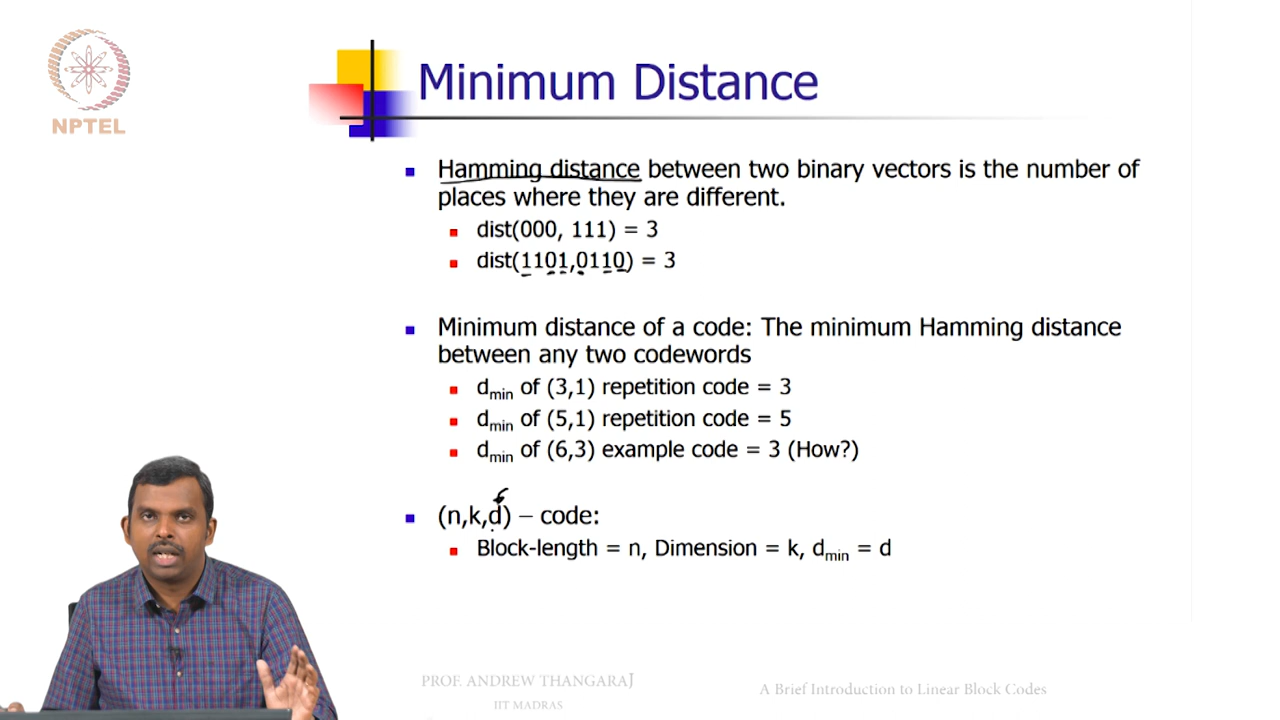 NPTEL
Minimum Distance
Hamming distance between two binary vectors is the number of
places where they are different.
dist(000, 111) = 3
dist(1101,0110) = 3
Minimum distance of a code: The minimum Hamming distance
between any two codewords
dmin of (3,1) repetition code = 3
dmin of (5,1) repetition code = 5
dmin of (6,3) example code = 3 (How?)
(n,k,d) – code:
Block-length = n, Dimension = k, dmin = d
PROF. ANDREW THANGARAJ
IIT MADRAS
A Brief Introduction to Linear Block Codes